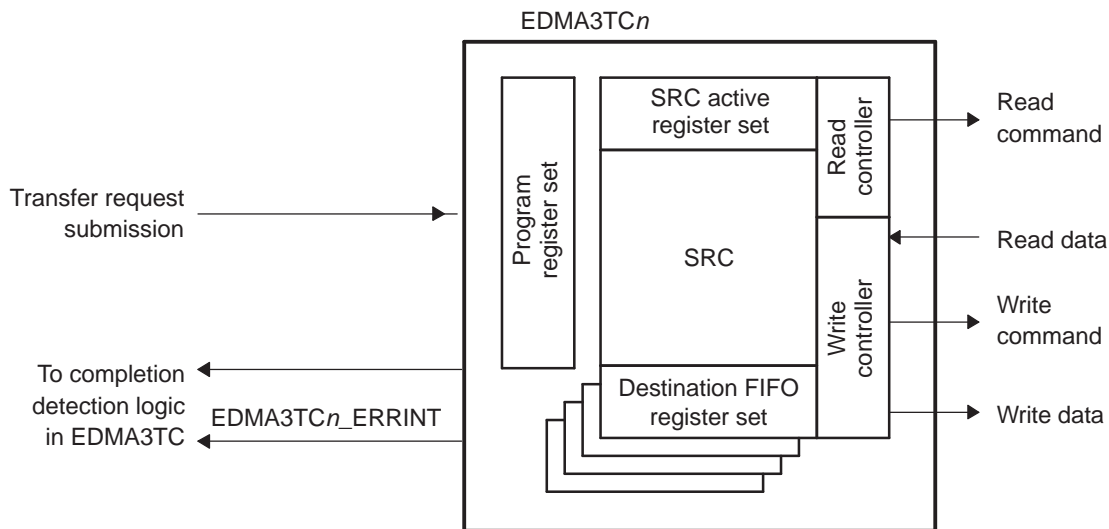 EDMA3TCn
SRC active
register set
Read
controller
Read
command
Program
register set
Transfer request
submission
SRC
Read data
Write
controller
Write
command
To completion
detection logic
in EDMA3TC
EDMA3TCn_ERRINT
Destination FIFO
register set
Write data